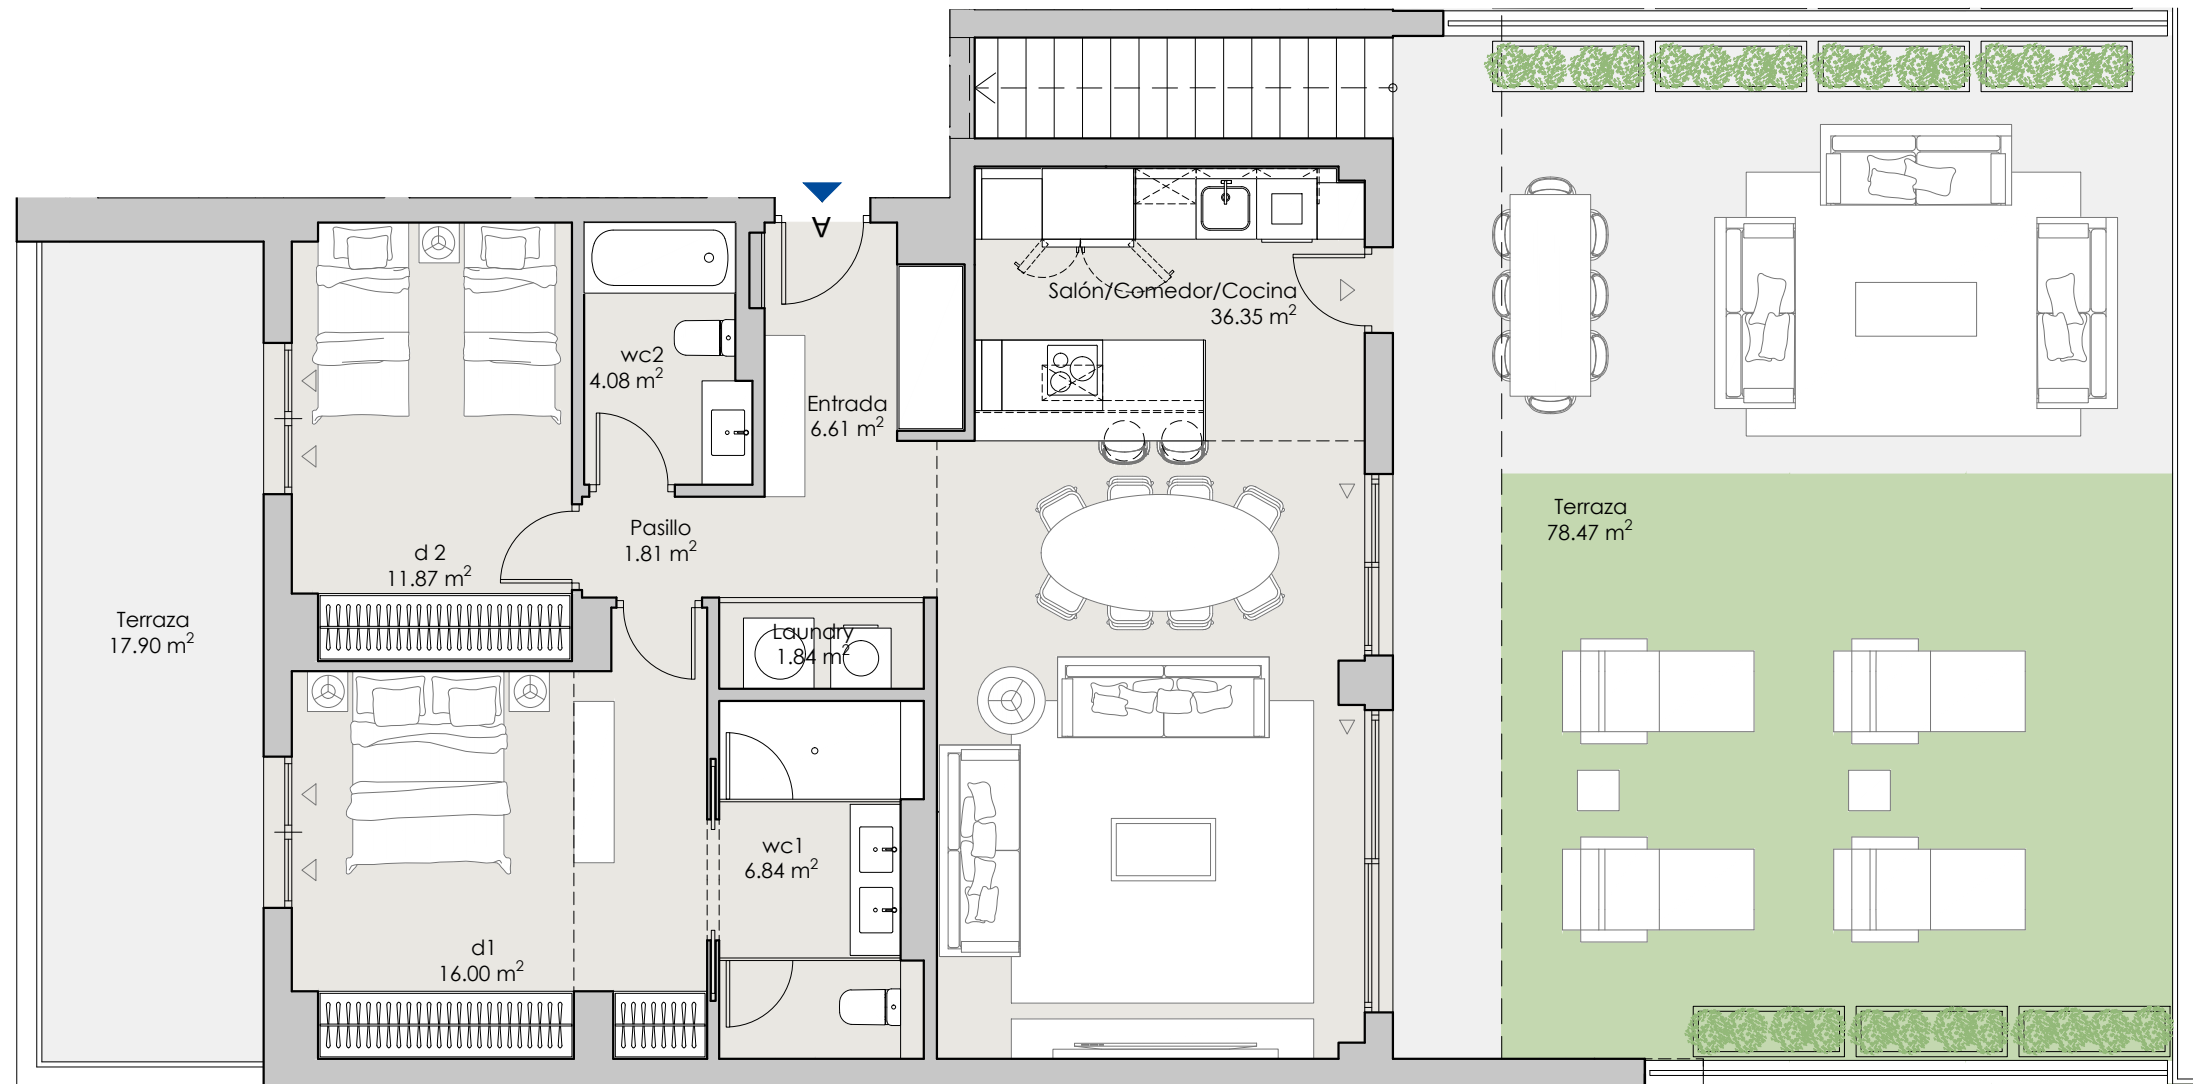 A
Salón/Comedor/Cocina
36.35 m²
wc2
4.08 m²
Entrada
6.61 m²
Terraza
78.47 m²
Pasillo
1.81 m²
d 2
11.87 m²
Terraza
17.90 m²
Laundry
1.84 m²
wc1
6.84 m²
d1
16.00 m²